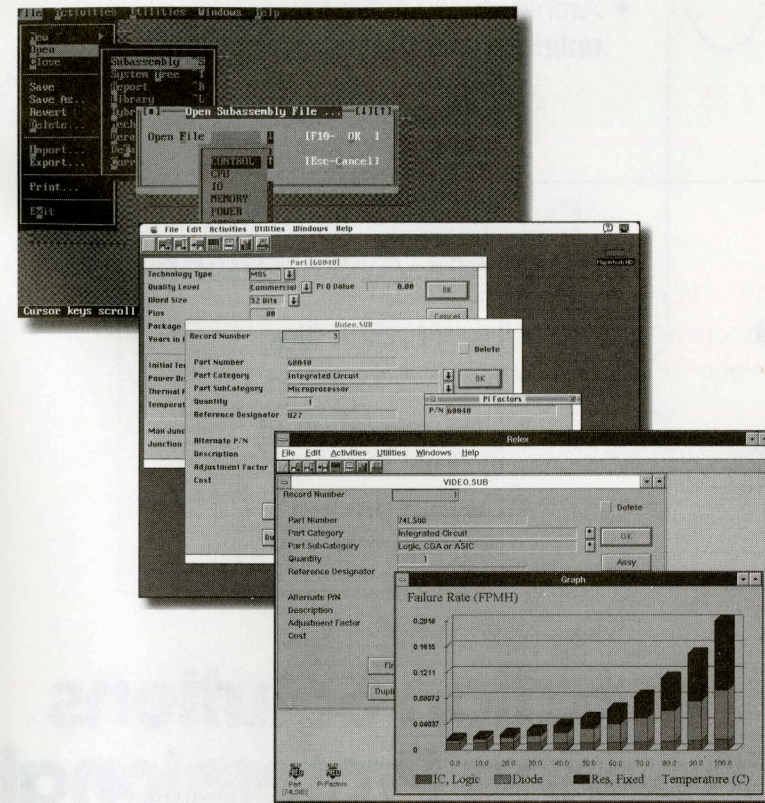 File Activities Utilities Windows Help
New
Open
Close
Save
Save As..
Revert
Delete...
Import...
Export...
Print...
Exit
Subassembly ^S
System Tree ^T
Report ^R
Library ^L
Open Subassembly File ...
Open File
[F10- OK ]
[Esc-Cancel]
CONTROL
CPU
IO
MEMORY
POWER
Cursor keys scroll
File Edit Activities Utilities Windows Help
Macintosh HD
Part [68040]
Technology Type MOS
Quality Level Commercial Pi Q Value 0.00 OK
Word Size 32 Bits
Pins 80 Cancel
Package
Years in
Power
Thermal
Junction
Video.SUB
Record Number 5
Delete
Part Number 68040
Part Category Integrated Circuit OK
Part SubCategory Microprocessor
Quantity 1
Reference Designator U27
Alternate P/N
Description
Adjustment Factor
Cost
Pi Factors
P/N 68040
Relex
File Edit Activities Utilities Windows Help
VIDEO.SUB
Record Number 1
Delete
Part Number 74LS00
Part Category Integrated Circuit OK
Part SubCategory Logic, CGA or ASIC
Quantity 1 Assy
Reference Designator
Alternate P/N
Description
Adjustment Factor
Cost
Graph
Failure Rate (FPMH)
0.2018
0.1615
0.1211
0.08073
0.04037
0
0.0 10.0 20.0 30.0 40.0 50.0 60.0 70.0 80.0 90.0 100.0
IC, Logic Diode Res, Fixed Temperature (C)
Part Pi Factors
[74LS00]